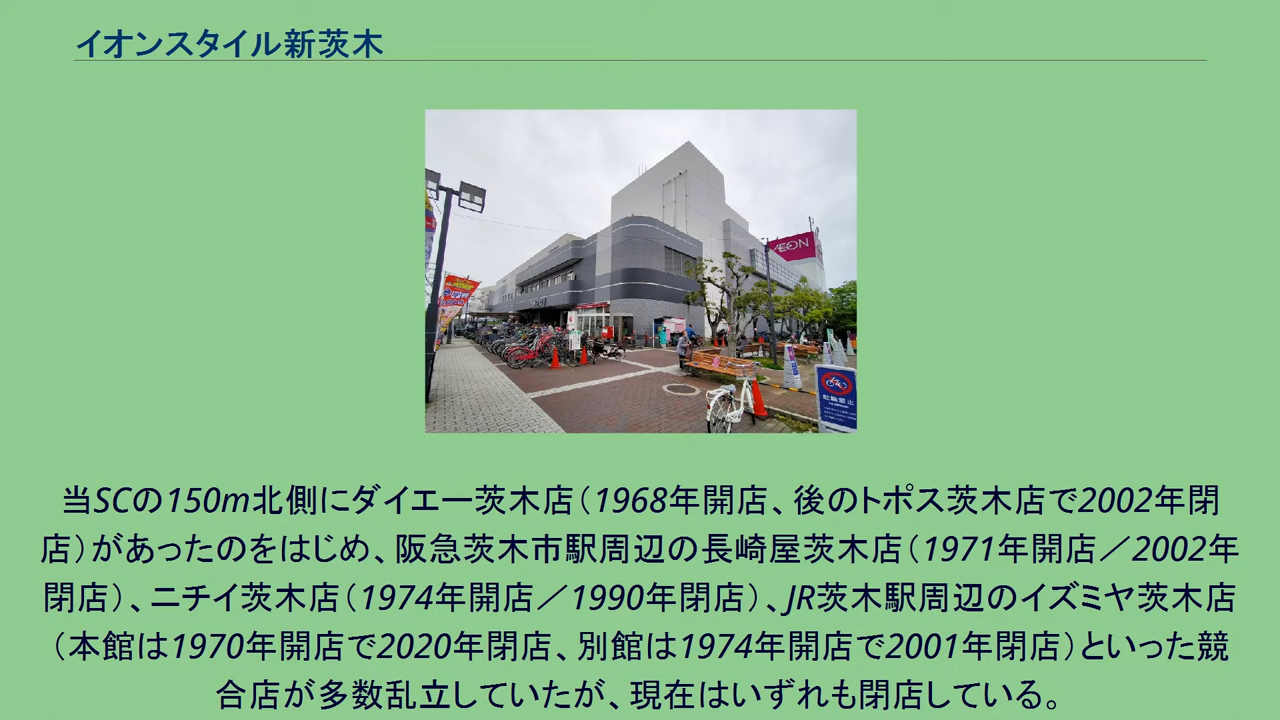 イオンスタイル新茨木
ÆON
駐輪禁止
当SCの150m北側にダイエー茨木店（1968年開店、後のトポス茨木店で2002年閉
店）があったのをはじめ、阪急茨木市駅周辺の長崎屋茨木店（1971年開店／2002年
閉店）、ニチイ茨木店（1974年開店／1990年閉店）、JR茨木駅周辺のイズミヤ茨木店
（本館は1970年開店で2020年閉店、別館は1974年開店で2001年閉店）といった競
合店が多数乱立していたが、現在はいずれも閉店している。